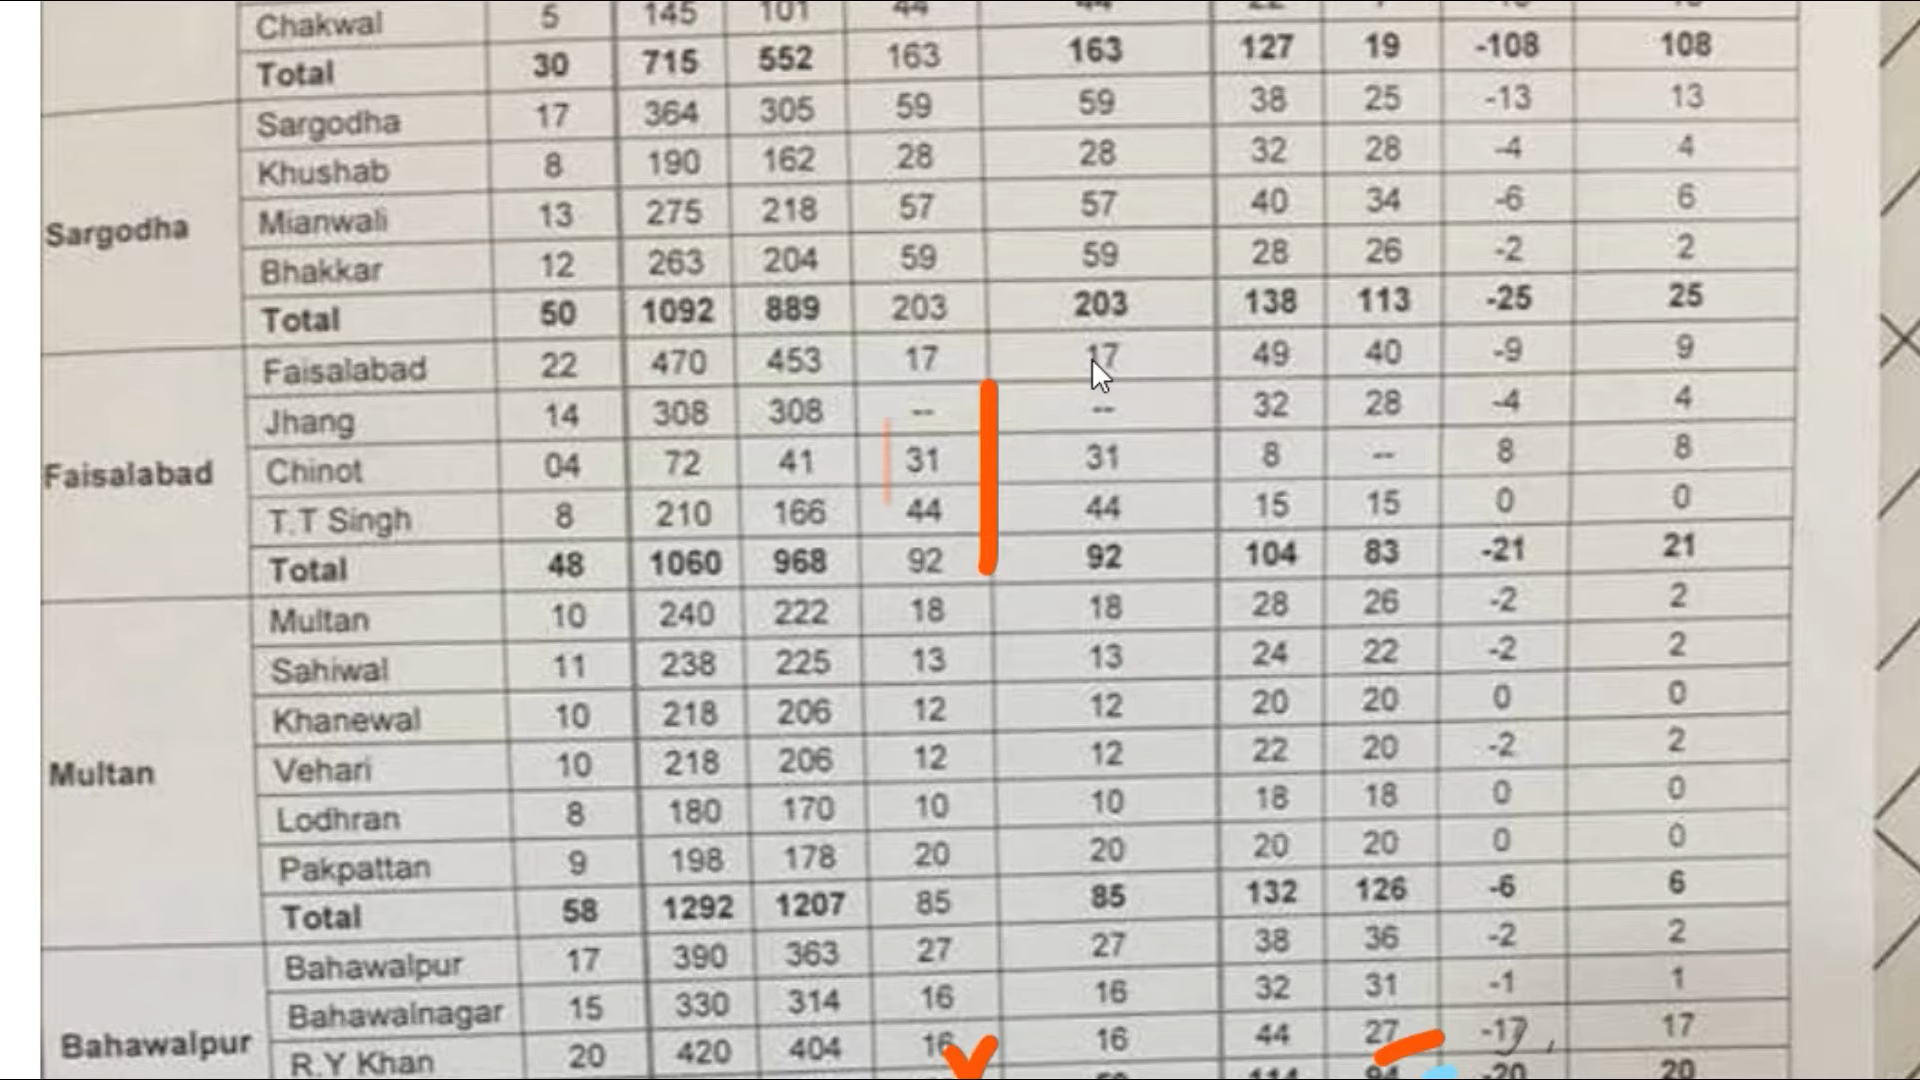 Chakwal 5 145 101 44 44 22
Total 30 715 552 163 163 127 19 -108 108
Sargodha 17 364 305 59 59 38 25 -13 13
Khushab 8 190 162 28 28 32 28 -4 4
Sargodha Mianwali 13 275 218 57 57 40 34 -6 6
Bhakkar 12 263 204 59 59 28 26 -2 2
Total 50 1092 889 203 203 138 113 -25 25
Faisalabad 22 470 453 17 17 49 40 -9 9
Jhang 14 308 308 -- -- 32 28 -4 4
Faisalabad Chinot 04 72 41 31 31 8 -- 8 8
T.T Singh 8 210 166 44 44 15 15 0 0
Total 48 1060 968 92 92 104 83 -21 21
Multan 10 240 222 18 18 28 26 -2 2
Sahiwal 11 238 225 13 13 24 22 -2 2
Khanewal 10 218 206 12 12 20 20 0 0
Multan Vehari 10 218 206 12 12 22 20 -2 2
Lodhran 8 180 170 10 10 18 18 0 0
Pakpattan 9 198 178 20 20 20 20 0 0
Total 58 1292 1207 85 85 132 126 -6 6
Bahawalpur 17 390 363 27 27 38 36 -2 2
Bahawalnagar 15 330 314 16 16 32 31 -1 1
Bahawalpur R.Y Khan 20 420 404 16 16 44 27 -17 17
114 94 -20 20